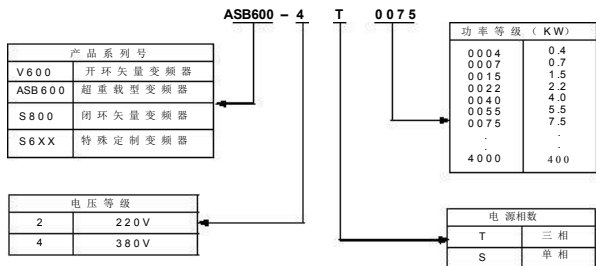 ASB600 – 4 T 0075
产品系列号
V600 开环矢量变频器
ASB600 超重载型变频器
S800 闭环矢量变频器
S6XX 特殊定制变频器
电压等级
2 220V
4 380V
功率等级（KW）
0004 0.4
0007 0.7
0015 1.5
0022 2.2
0040 4.0
0055 5.5
0075 7.5
. .
. .
4000 400
电源相数
T 三相
S 单相